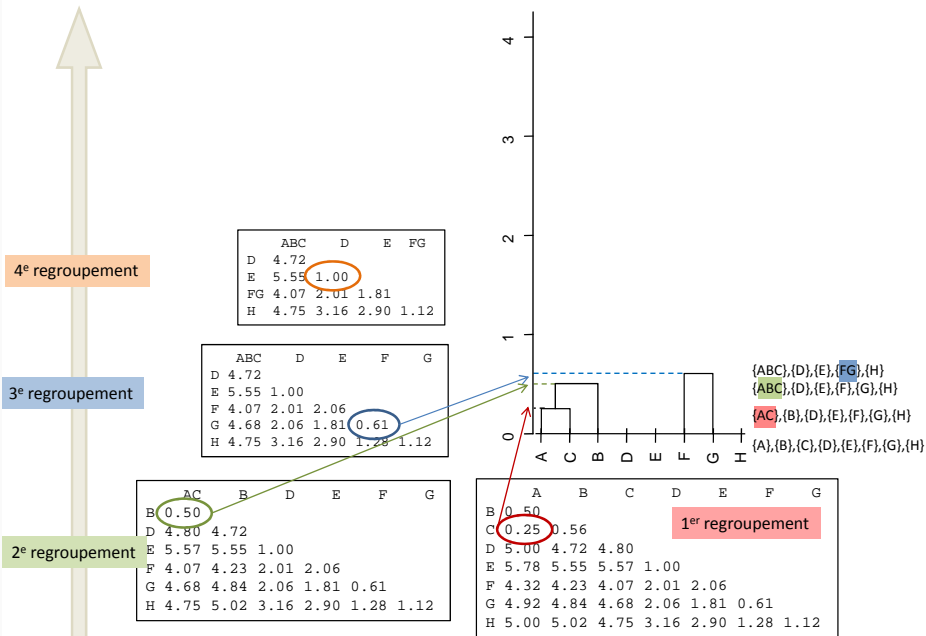 4
3
2
1
0
A C B D E F G H
{ABC},{D},{E},{FG},{H}
{ABC},{D},{E},{F},{G},{H}
{AC},{B},{D},{E},{F},{G},{H}
{A},{B},{C},{D},{E},{F},{G},{H}
4e regroupement
ABC D E FG
D 4.72
E 5.55 1.00
FG 4.07 2.01 1.81
H 4.75 3.16 2.90 1.12
3e regroupement
ABC D E F G
D 4.72
E 5.55 1.00
F 4.07 2.01 2.06
G 4.68 2.06 1.81 0.61
H 4.75 3.16 2.90 1.28 1.12
2e regroupement
AC B D E F G
B 0.50
D 4.80 4.72
E 5.57 5.55 1.00
F 4.07 4.23 2.01 2.06
G 4.68 4.84 2.06 1.81 0.61
H 4.75 5.02 3.16 2.90 1.28 1.12
1er regroupement
A B C D E F G
B 0.50
C 0.25 0.56
D 5.00 4.72 4.80
E 5.78 5.55 5.57 1.00
F 4.32 4.23 4.07 2.01 2.06
G 4.92 4.84 4.68 2.06 1.81 0.61
H 5.00 5.02 4.75 3.16 2.90 1.28 1.12